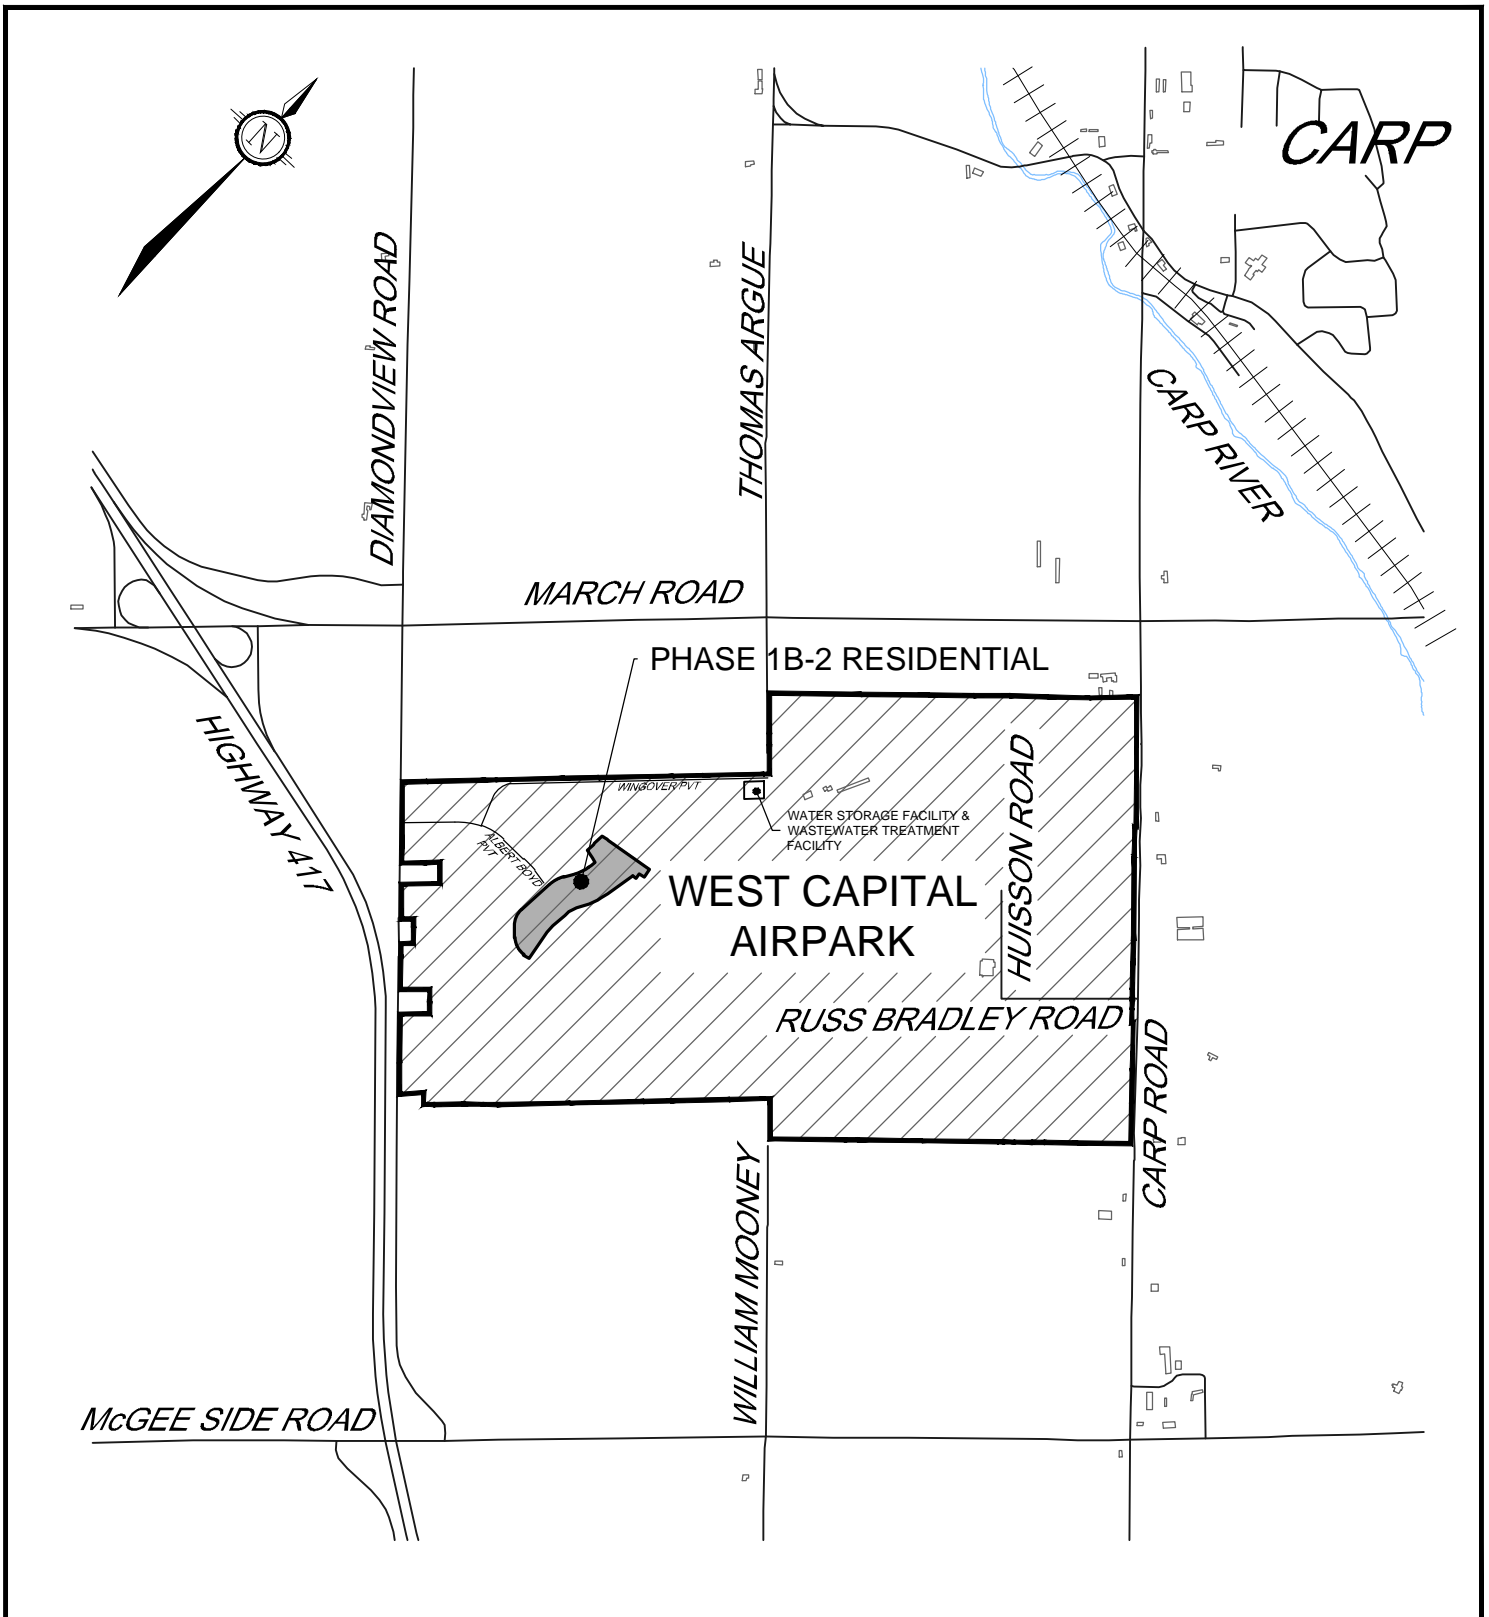 N
CARP
DIAMONDVIEW ROAD
THOMAS ARGUE
CARP RIVER
MARCH ROAD
PHASE 1B-2 RESIDENTIAL
HIGHWAY 417
WINGOVER PVT
HUISSON ROAD
WATER STORAGE FACILITY &
WASTEWATER TREATMENT
FACILITY
ALBERT BOYD
PVT
WEST CAPITAL
AIRPARK
RUSS BRADLEY ROAD
CARP ROAD
WILLIAM MOONEY
McGEE SIDE ROAD